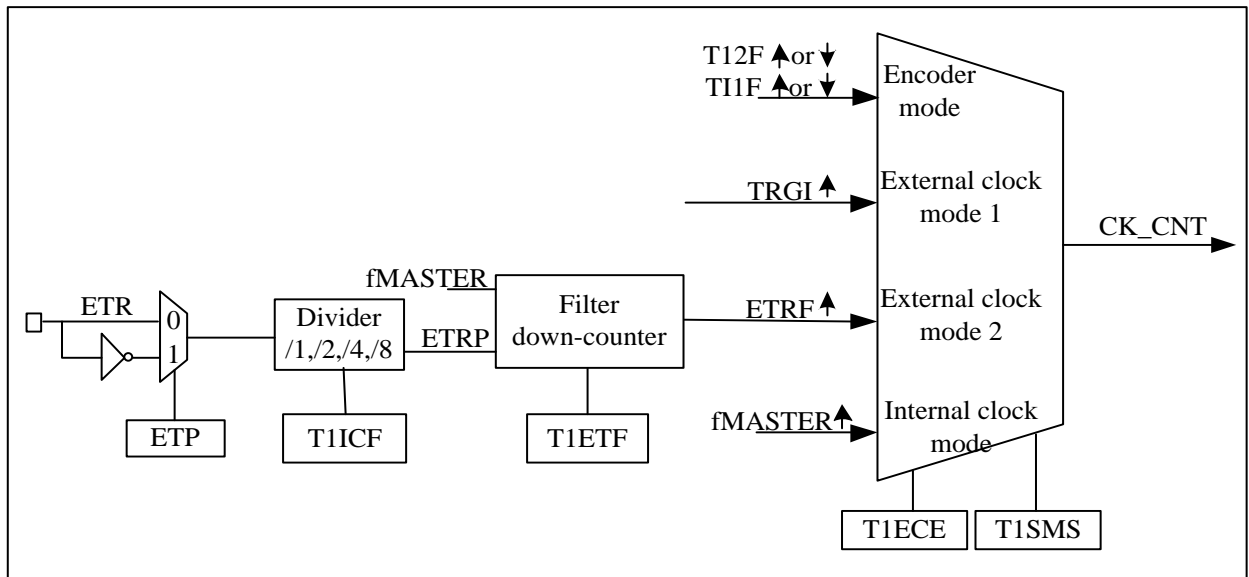 T12F ↑or ↓
TI1F ↑or ↓
Encoder
mode
TRGI ↑
External clock
mode 1
CK_CNT
fMASTER
ETR
0
1
Divider
/1,/2,/4,/8
ETRP
Filter
down-counter
ETRF ↑
External clock
mode 2
fMASTER↑
Internal clock
mode
ETP
T1ICF
T1ETF
T1ECE
T1SMS